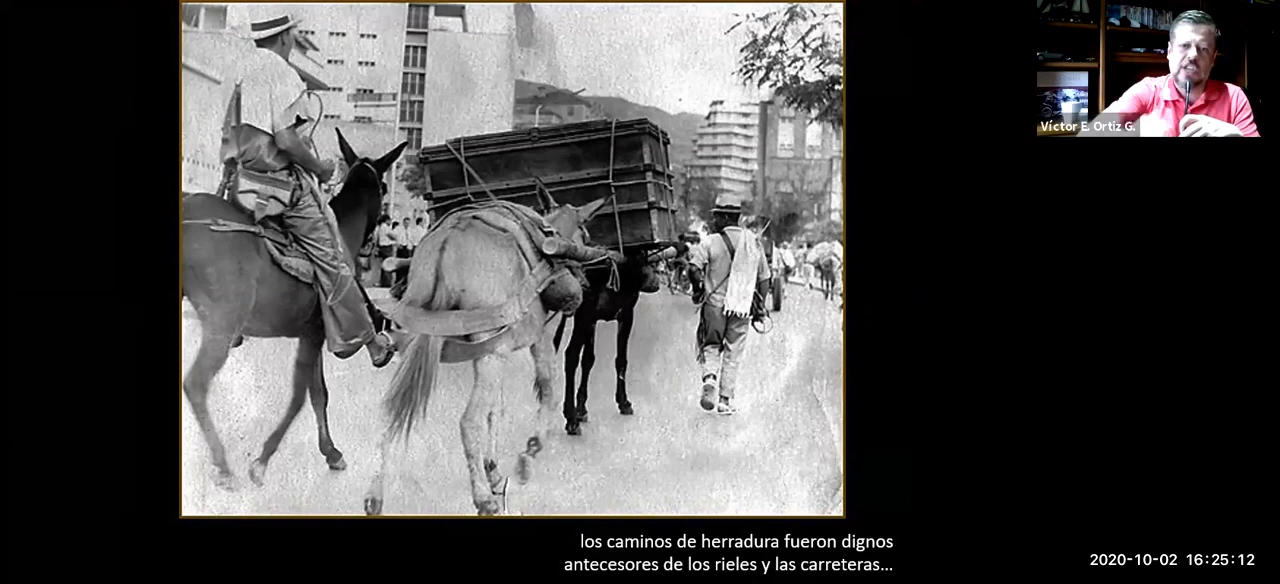 Víctor E. Ortiz G.
los caminos de herradura fueron dignos
antecesores de los rieles y las carreteras...
2020-10-02 16:25:12